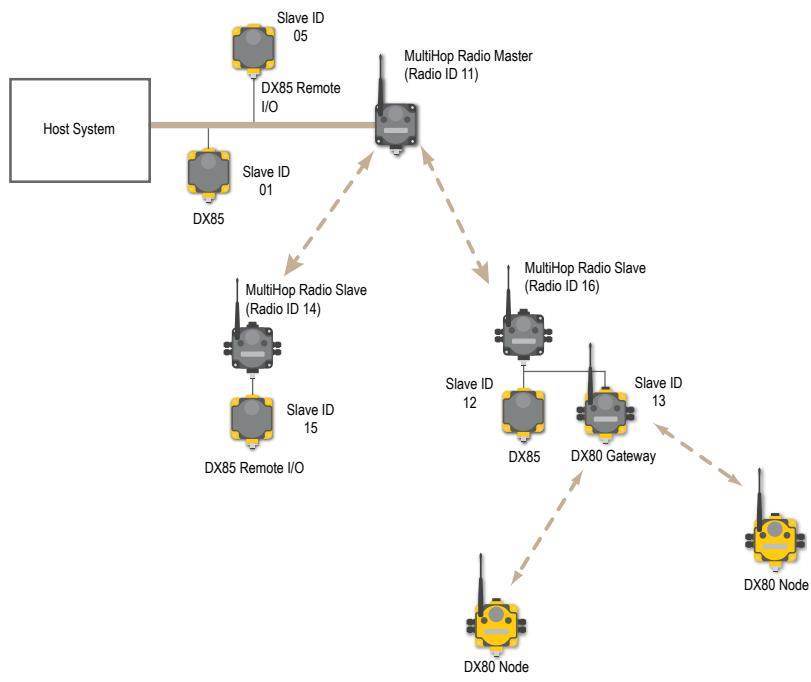 Slave ID
05
MultiHop Radio Master
(Radio ID 11)
DX85 Remote
I/O
Host System
Slave ID
01
DX85
MultiHop Radio Slave
(Radio ID 14)
MultiHop Radio Slave
(Radio ID 16)
Slave ID
15
DX85 Remote I/O
Slave ID
12
DX85
Slave ID
13
DX80 Gateway
DX80 Node
DX80 Node